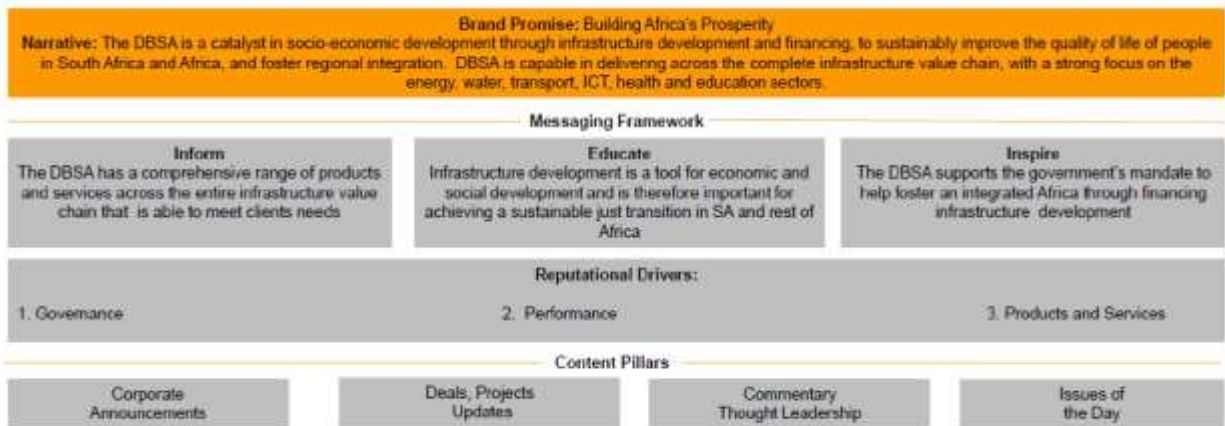 Brand Promise: Building Africa's Prosperity
Narrative: The DBSA is a catalyst in socio-economic development through infrastructure development and financing, to sustainably improve the quality of life of people
in South Africa and Africa, and foster regional integration. DBSA is capable in delivering across the complete infrastructure value chain, with a strong focus on the
energy, water, transport, ICT, health and education sectors.
Messaging Framework
Inform
The DBSA has a comprehensive range of products
and services across the entire infrastructure value
chain that is able to meet clients needs
Educate
Infrastructure development is a tool for economic and
social development and is therefore important for
achieving a sustainable just transition in SA and rest of
Africa
Inspire
The DBSA supports the government's mandate to
help foster an integrated Africa through financing
infrastructure development
Reputational Drivers:
1. Governance
2. Performance
3. Products and Services
Content Pillars
Corporate
Announcements
Deals, Projects
Updates
Commentary
Thought Leadership
Issues of
the Day